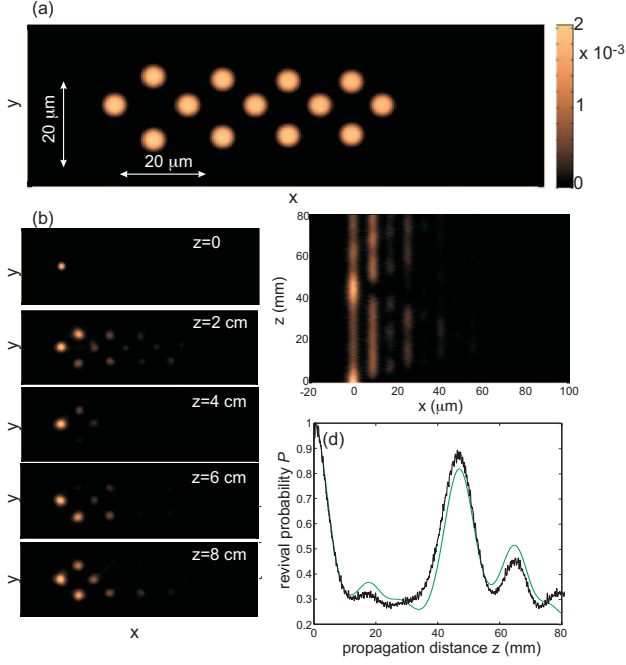 (a)
2
×10⁻³
1
0
y
20 μm
20 μm
x
(b)
z=0
y
z=2 cm
y
z=4 cm
y
z=6 cm
y
z=8 cm
y
x
80
60
40
20
0
z (mm)
-20 0 20 40 60 80 100
x (μm)
(d)
1
0.9
0.8
0.7
0.6
0.5
0.4
0.3
0.2
revival probability P
0 20 40 60 80
propagation distance z (mm)